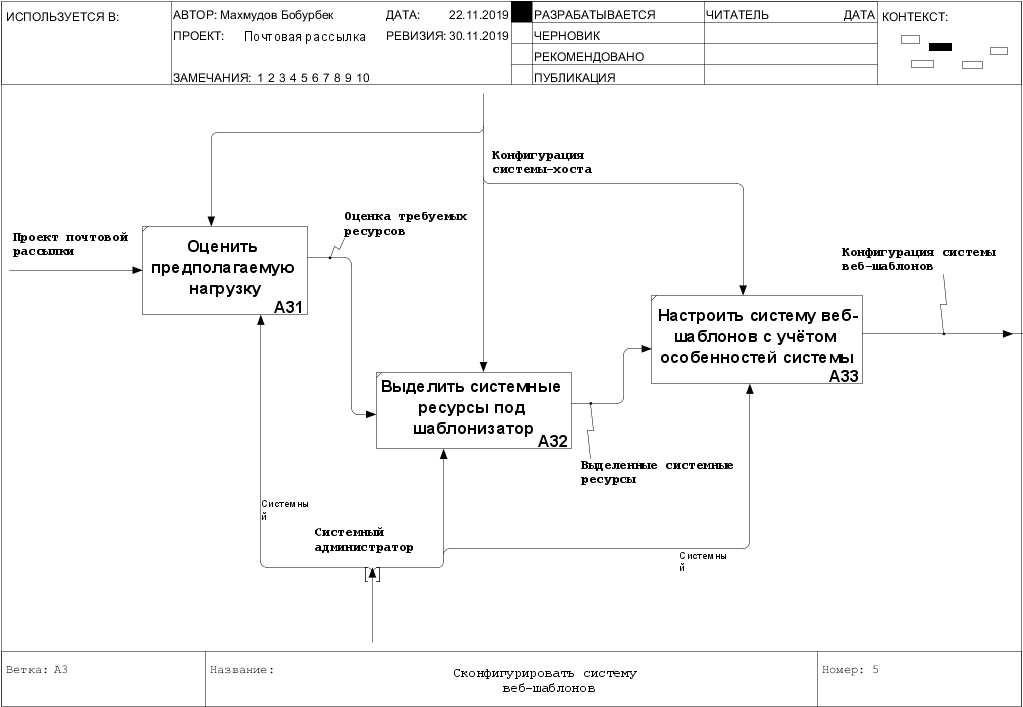 ИСПОЛЬЗУЕТСЯ В:
АВТОР: Махмудов Бобурбек
ДАТА: 22.11.2019
ПРОЕКТ: Почтовая рассылка
РЕВИЗИЯ: 30.11.2019
ЗАМЕЧАНИЯ: 1 2 3 4 5 6 7 8 9 10
РАЗРАБАТЫВАЕТСЯ
ЧЕРНОВИК
РЕКОМЕНДОВАНО
ПУБЛИКАЦИЯ
ЧИТАТЕЛЬ
ДАТА
КОНТЕКСТ:
Конфигурация
системы-хоста
Проект почтовой
рассылки
Оценить
предполагаемую
нагрузку
A31
Оценка требуемых
ресурсов
Конфигурация системы
веб-шаблонов
Настроить систему веб-
шаблонов с учётом
особенностей системы
A33
Выделить системные
ресурсы под
шаблонизатор
A32
Выделенные системные
ресурсы
Системны
й
Системный
администратор
Системны
й
Ветка: A3
Название:
Сконфигурировать систему
веб-шаблонов
Номер: 5